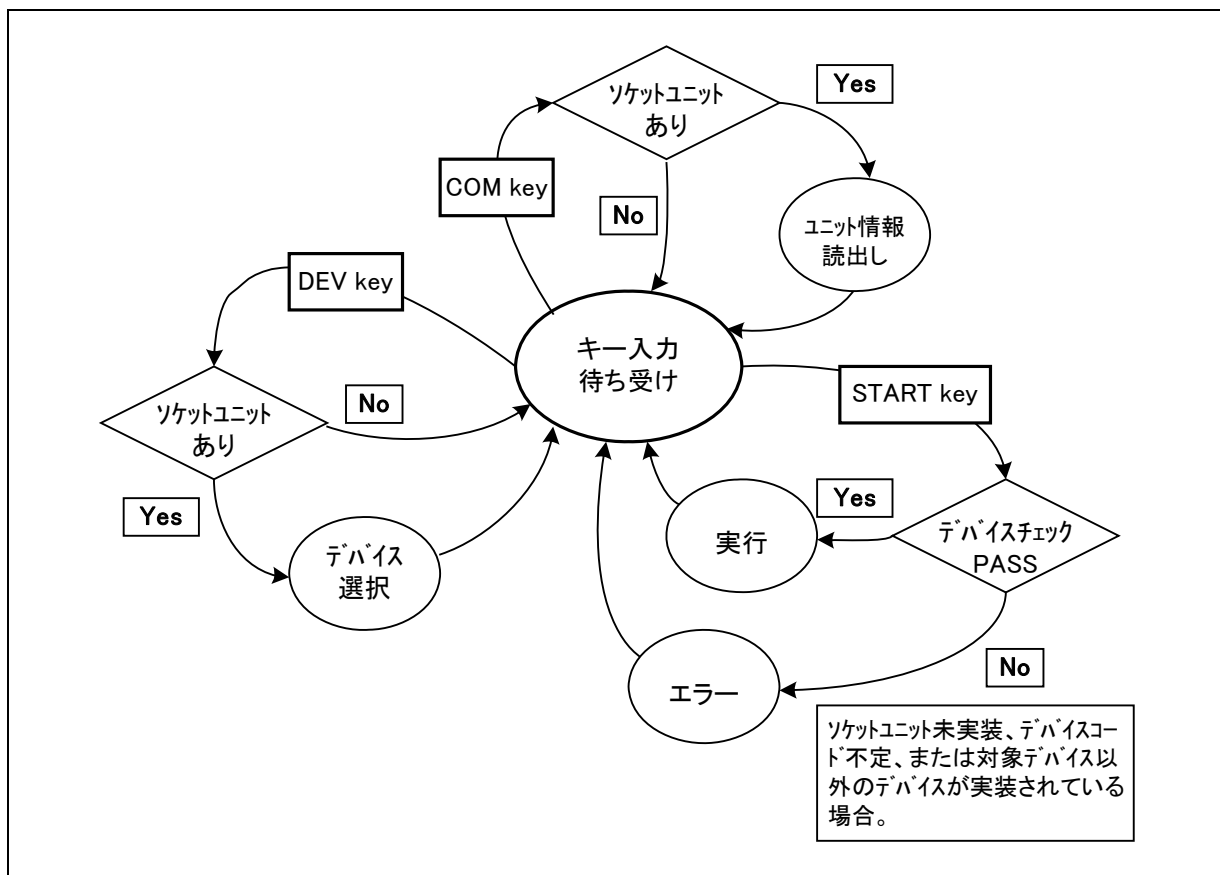 ソケットユニット
あり
Yes
COM key
No
ユニット情報
読出し
DEV key
キー入力
待ち受け
START key
ソケットユニット
あり
No
Yes
デバイス
選択
実行
Yes
デバイスチェック
PASS
エラー
No
ソケットユニット未実装、デバイスコー
ド不定、または対象デバイス以
外のデバイスが実装されている
場合。